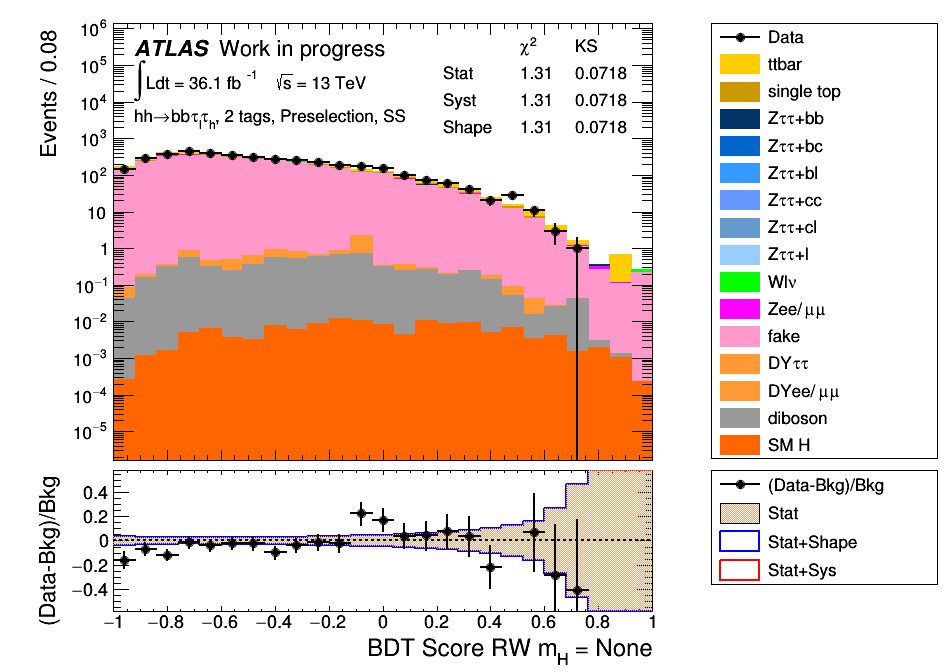 ATLAS Work in progress
∫Ldt = 36.1 fb⁻¹ √s = 13 TeV
hh→bbτₗτₕ, 2 tags, Preselection, SS
χ² KS
Stat 1.31 0.0718
Syst 1.31 0.0718
Shape 1.31 0.0718
Events / 0.08
10⁶
10⁵
10⁴
10³
10²
10
1
10⁻¹
10⁻²
10⁻³
10⁻⁴
10⁻⁵
Data
ttbar
single top
Zττ+bb
Zττ+bc
Zττ+bl
Zττ+cc
Zττ+cl
Zττ+l
Wlν
Zee/μμ
fake
DYττ
DYee/μμ
diboson
SM H
(Data-Bkg)/Bkg
0.4
0.2
0
−0.2
−0.4
(Data-Bkg)/Bkg
Stat
Stat+Shape
Stat+Sys
−1 −0.8 −0.6 −0.4 −0.2 0 0.2 0.4 0.6 0.8 1
BDT Score RW m_H = None